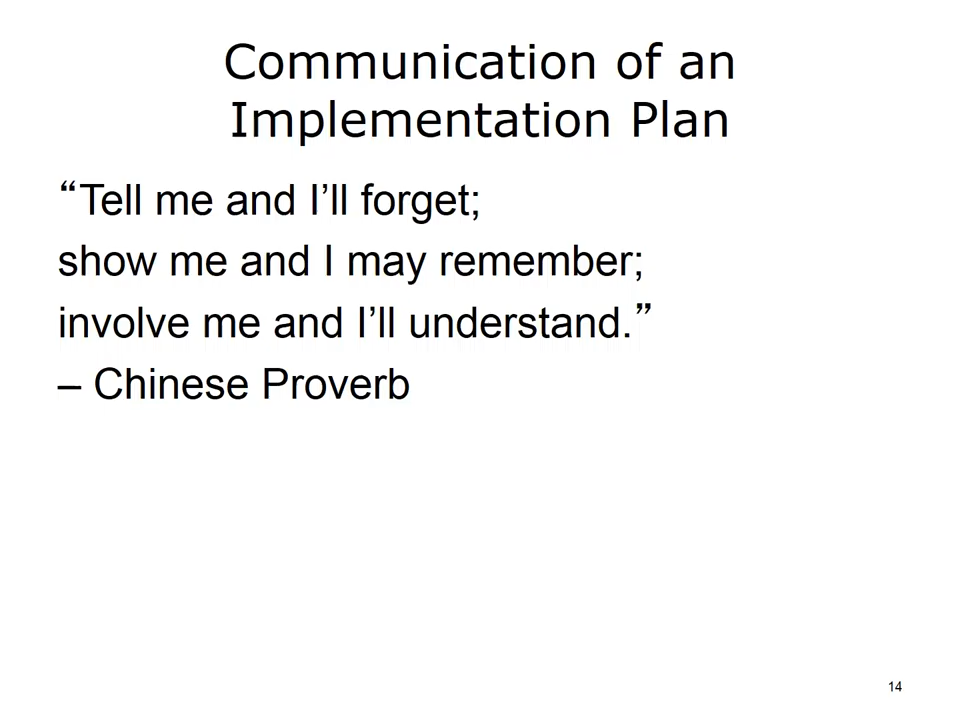 Communication of an
Implementation Plan
“Tell me and I’ll forget;
show me and I may remember;
involve me and I’ll understand.”
– Chinese Proverb
14